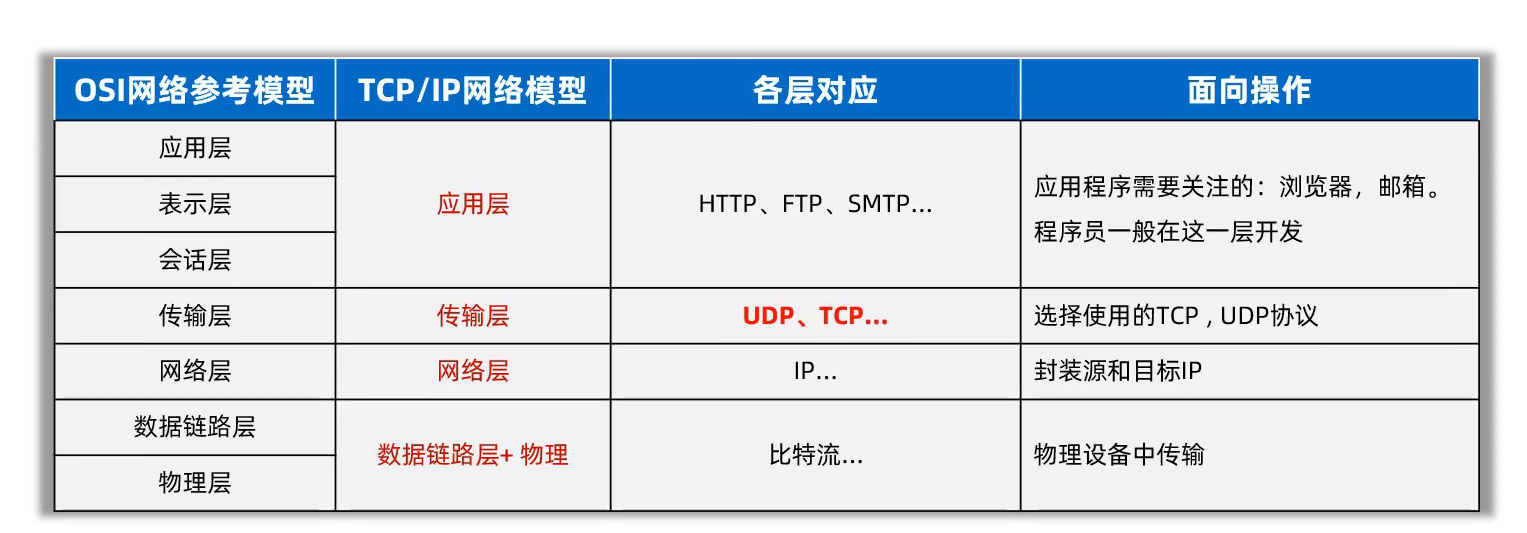 OSI网络参考模型 TCP/IP网络模型 各层对应 面向操作
应用层
表示层
会话层
应用层
HTTP、FTP、SMTP...
应用程序需要关注的：浏览器，邮箱。
程序员一般在这一层开发
传输层 传输层 UDP、TCP... 选择使用的TCP , UDP协议
网络层 网络层 IP... 封装源和目标IP
数据链路层
物理层
数据链路层+ 物理
比特流...
物理设备中传输